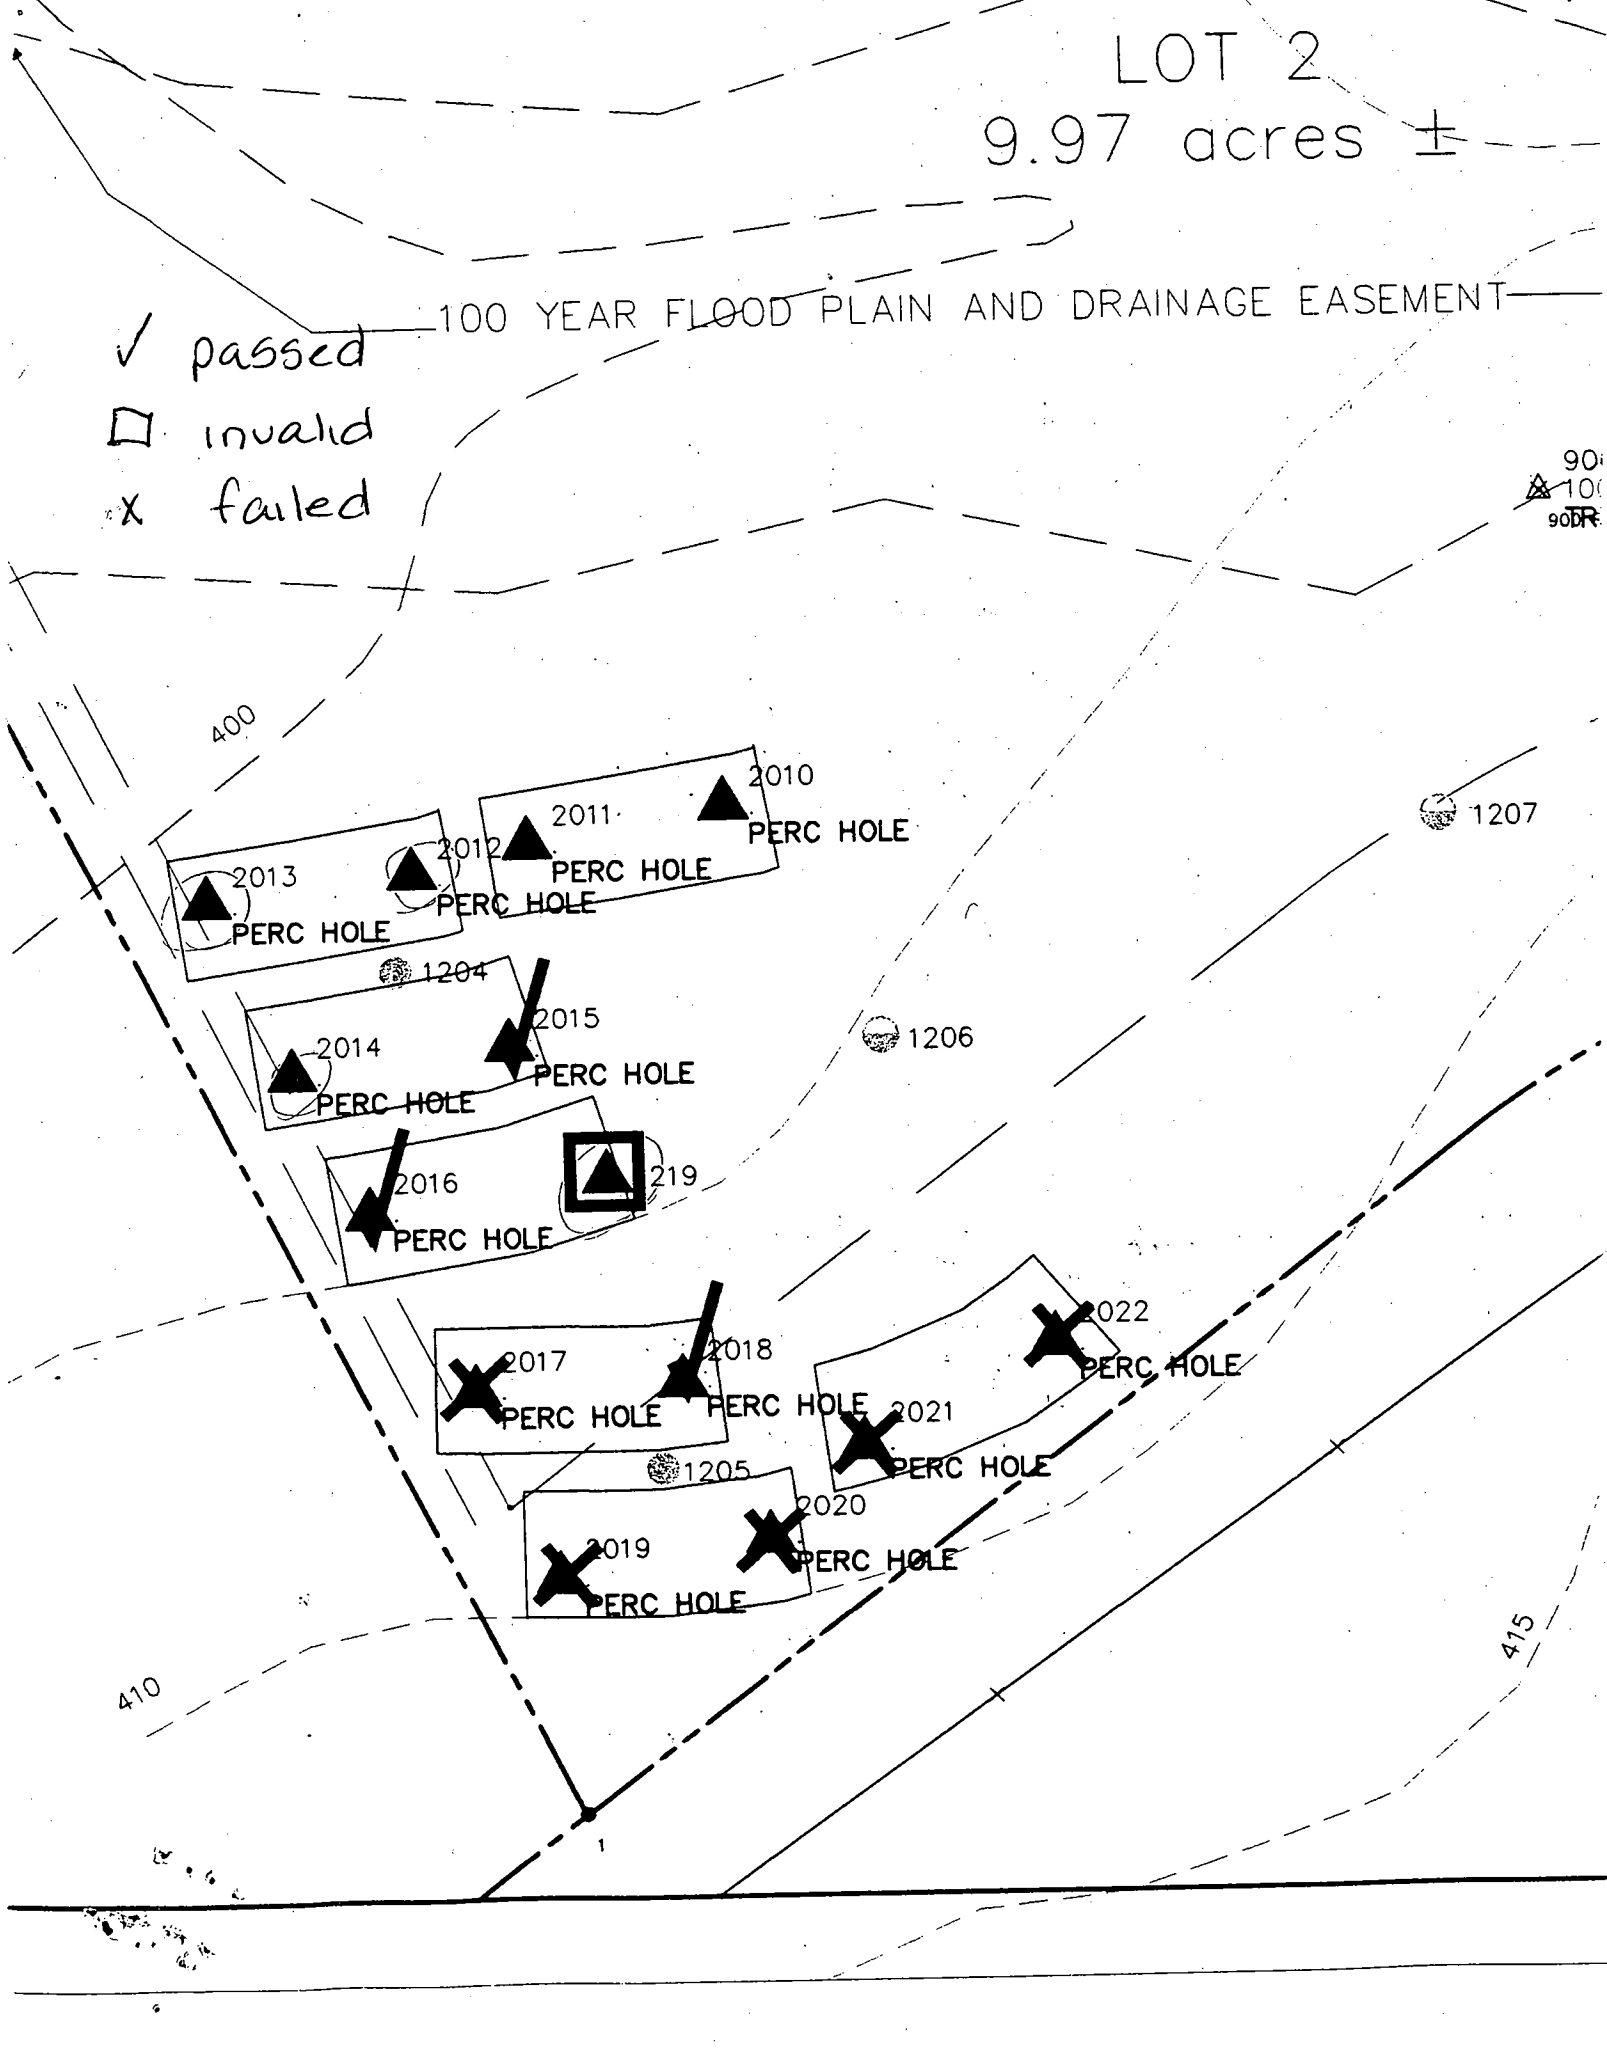 LOT 2
9.97 acres ±
100 YEAR FLOOD PLAIN AND DRAINAGE EASEMENT
✓ passed
□ invalid
x failed
400
2010
PERC HOLE
2011
PERC HOLE
2012
PERC HOLE
2013
PERC HOLE
1207
1204
2015
PERC HOLE
2014
PERC HOLE
1206
2016
PERC HOLE
219
2022
PERC HOLE
2018
PERC HOLE
2017
PERC HOLE
2021
PERC HOLE
1205
2020
PERC HOLE
2019
PERC HOLE
415
410
1